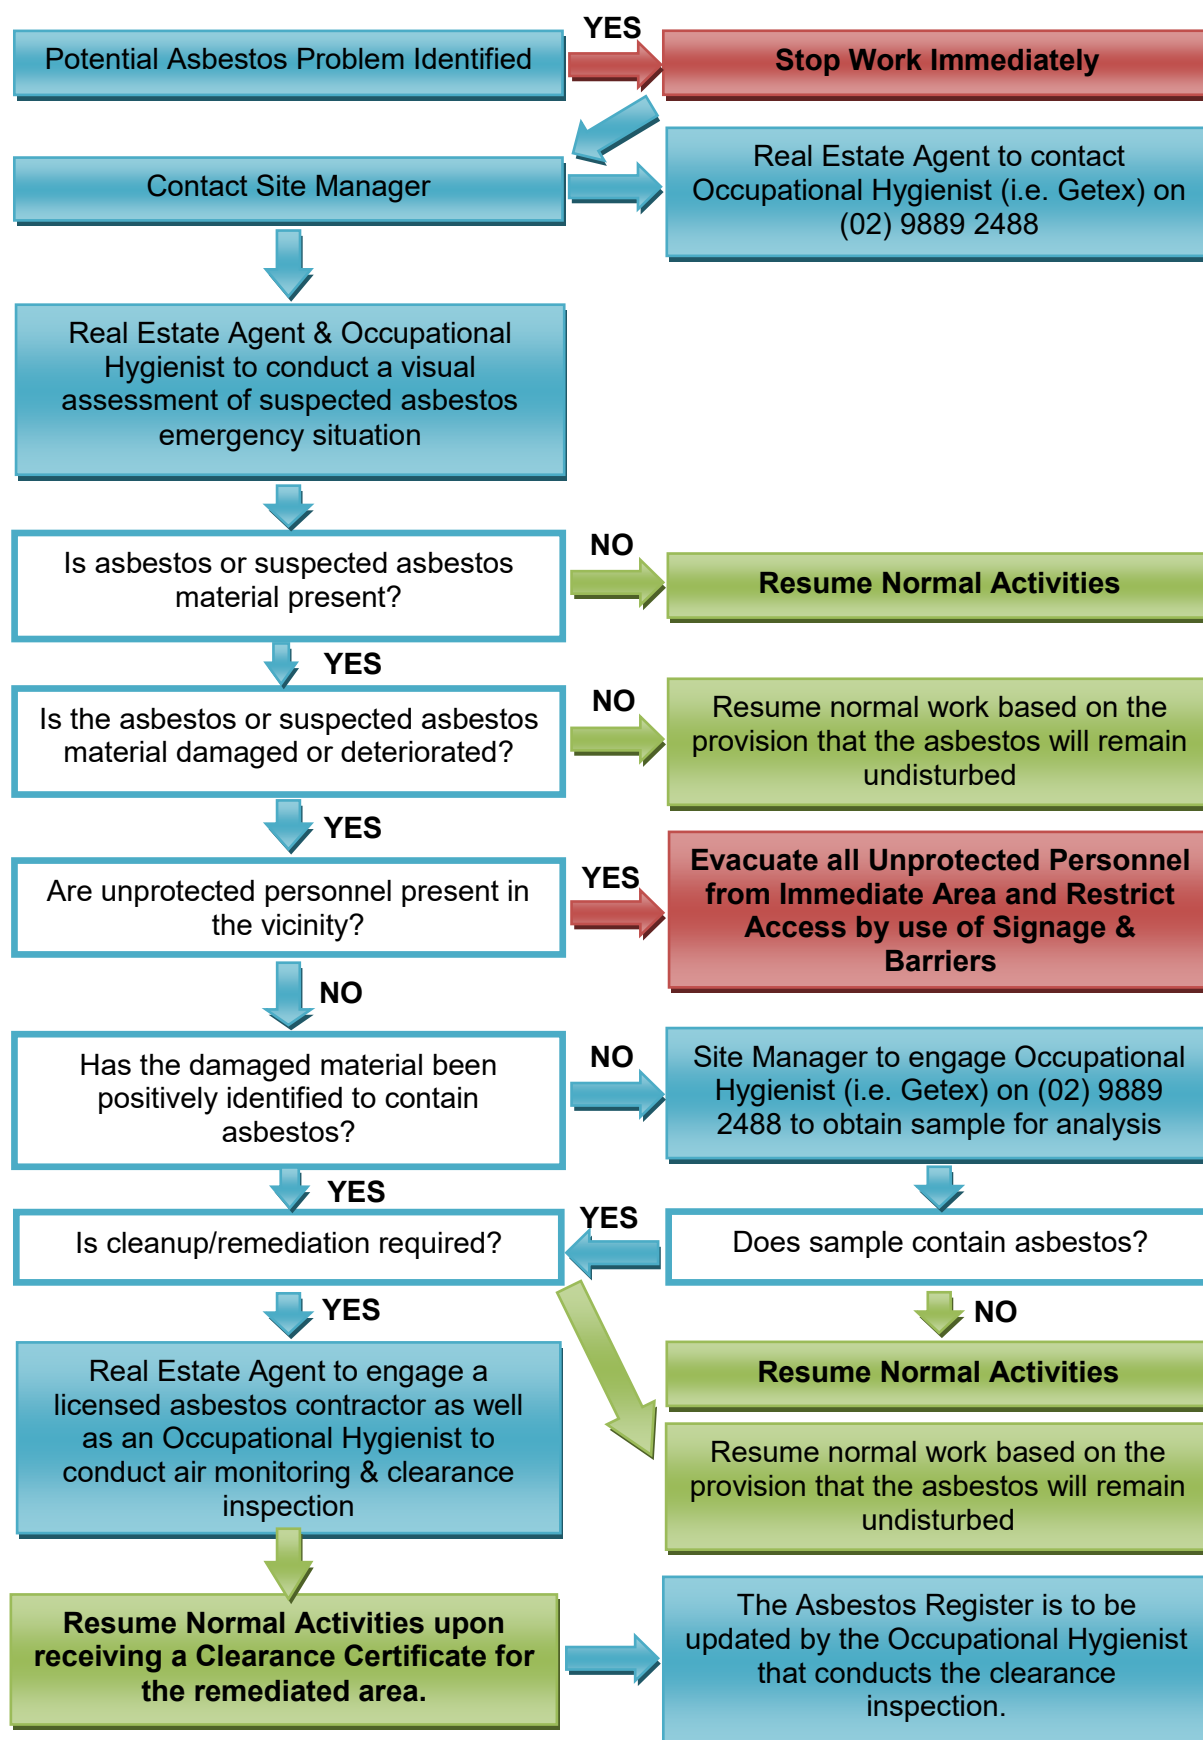 YES
Potential Asbestos Problem Identified
Stop Work Immediately
Contact Site Manager
Real Estate Agent to contact
Occupational Hygienist (i.e. Getex) on
(02) 9889 2488
Real Estate Agent & Occupational
Hygienist to conduct a visual
assessment of suspected asbestos
emergency situation
Is asbestos or suspected asbestos
material present?
NO
Resume Normal Activities
YES
Is the asbestos or suspected asbestos
material damaged or deteriorated?
NO
Resume normal work based on the
provision that the asbestos will remain
undisturbed
YES
Are unprotected personnel present in
the vicinity?
YES
Evacuate all Unprotected Personnel
from Immediate Area and Restrict
Access by use of Signage &
Barriers
NO
Has the damaged material been
positively identified to contain
asbestos?
NO
Site Manager to engage Occupational
Hygienist (i.e. Getex) on (02) 9889
2488 to obtain sample for analysis
YES
Is cleanup/remediation required?
YES
Does sample contain asbestos?
YES
NO
Real Estate Agent to engage a
licensed asbestos contractor as well
as an Occupational Hygienist to
conduct air monitoring & clearance
inspection
Resume Normal Activities
Resume normal work based on the
provision that the asbestos will remain
undisturbed
Resume Normal Activities upon
receiving a Clearance Certificate for
the remediated area.
The Asbestos Register is to be
updated by the Occupational Hygienist
that conducts the clearance
inspection.